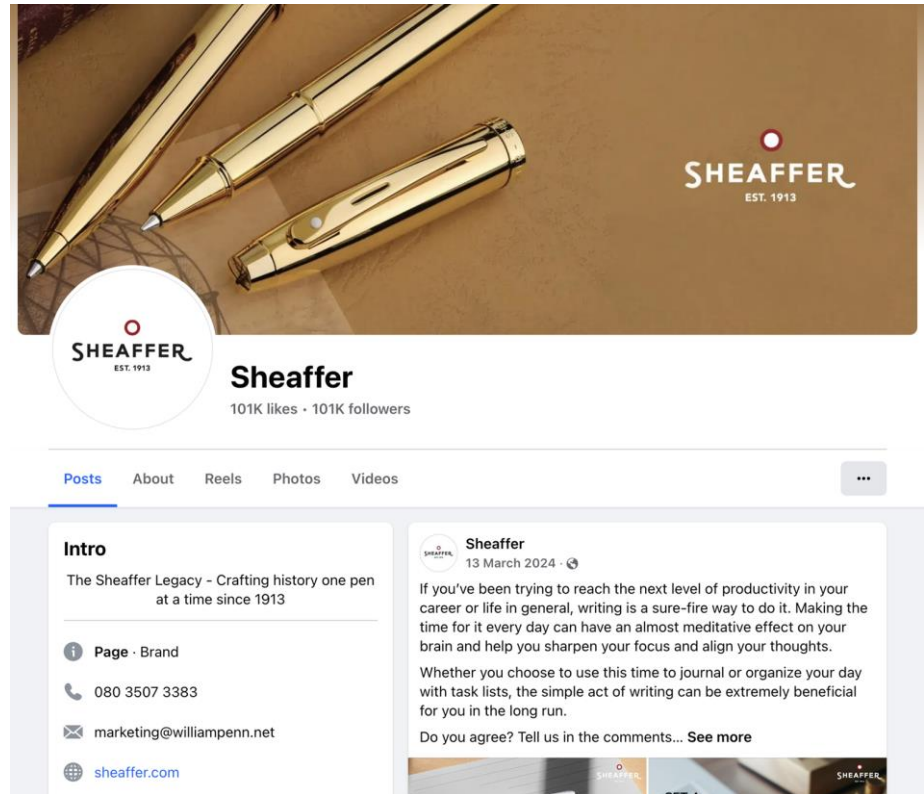 SHEAFFER
EST. 1913
SHEAFFER
EST. 1913
Sheaffer
101K likes • 101K followers
Posts About Reels Photos Videos
Intro
The Sheaffer Legacy - Crafting history one pen
at a time since 1913
Page · Brand
080 3507 3383
marketing@williampenn.net
sheaffer.com
SHEAFFER
Sheaffer
13 March 2024 ·
If you've been trying to reach the next level of productivity in your
career or life in general, writing is a sure-fire way to do it. Making the
time for it every day can have an almost meditative effect on your
brain and help you sharpen your focus and align your thoughts.
Whether you choose to use this time to journal or organize your day
with task lists, the simple act of writing can be extremely beneficial
for you in the long run.
Do you agree? Tell us in the comments... See more
SHEAFFER
SHEAFFER